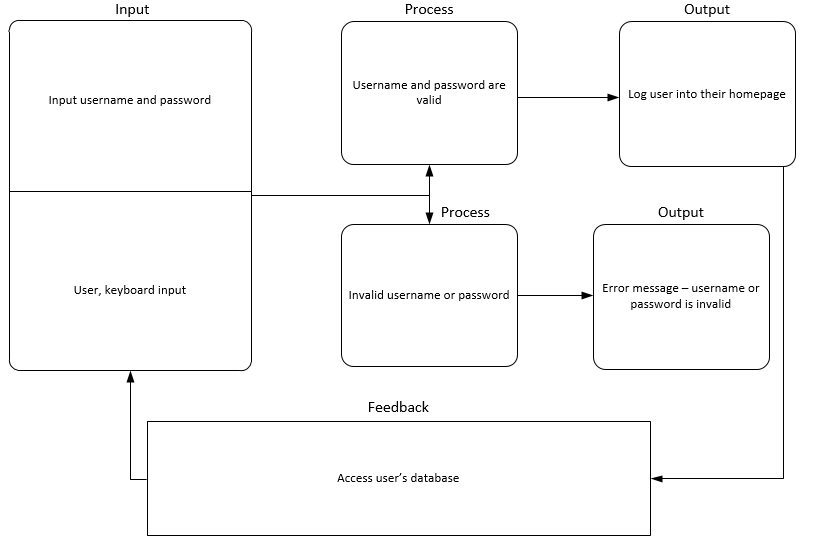 Input
Process
Output
Input username and password
Username and password are
valid
Log user into their homepage
Process
Output
User, keyboard input
Invalid username or password
Error message – username or
password is invalid
Feedback
Access user’s database